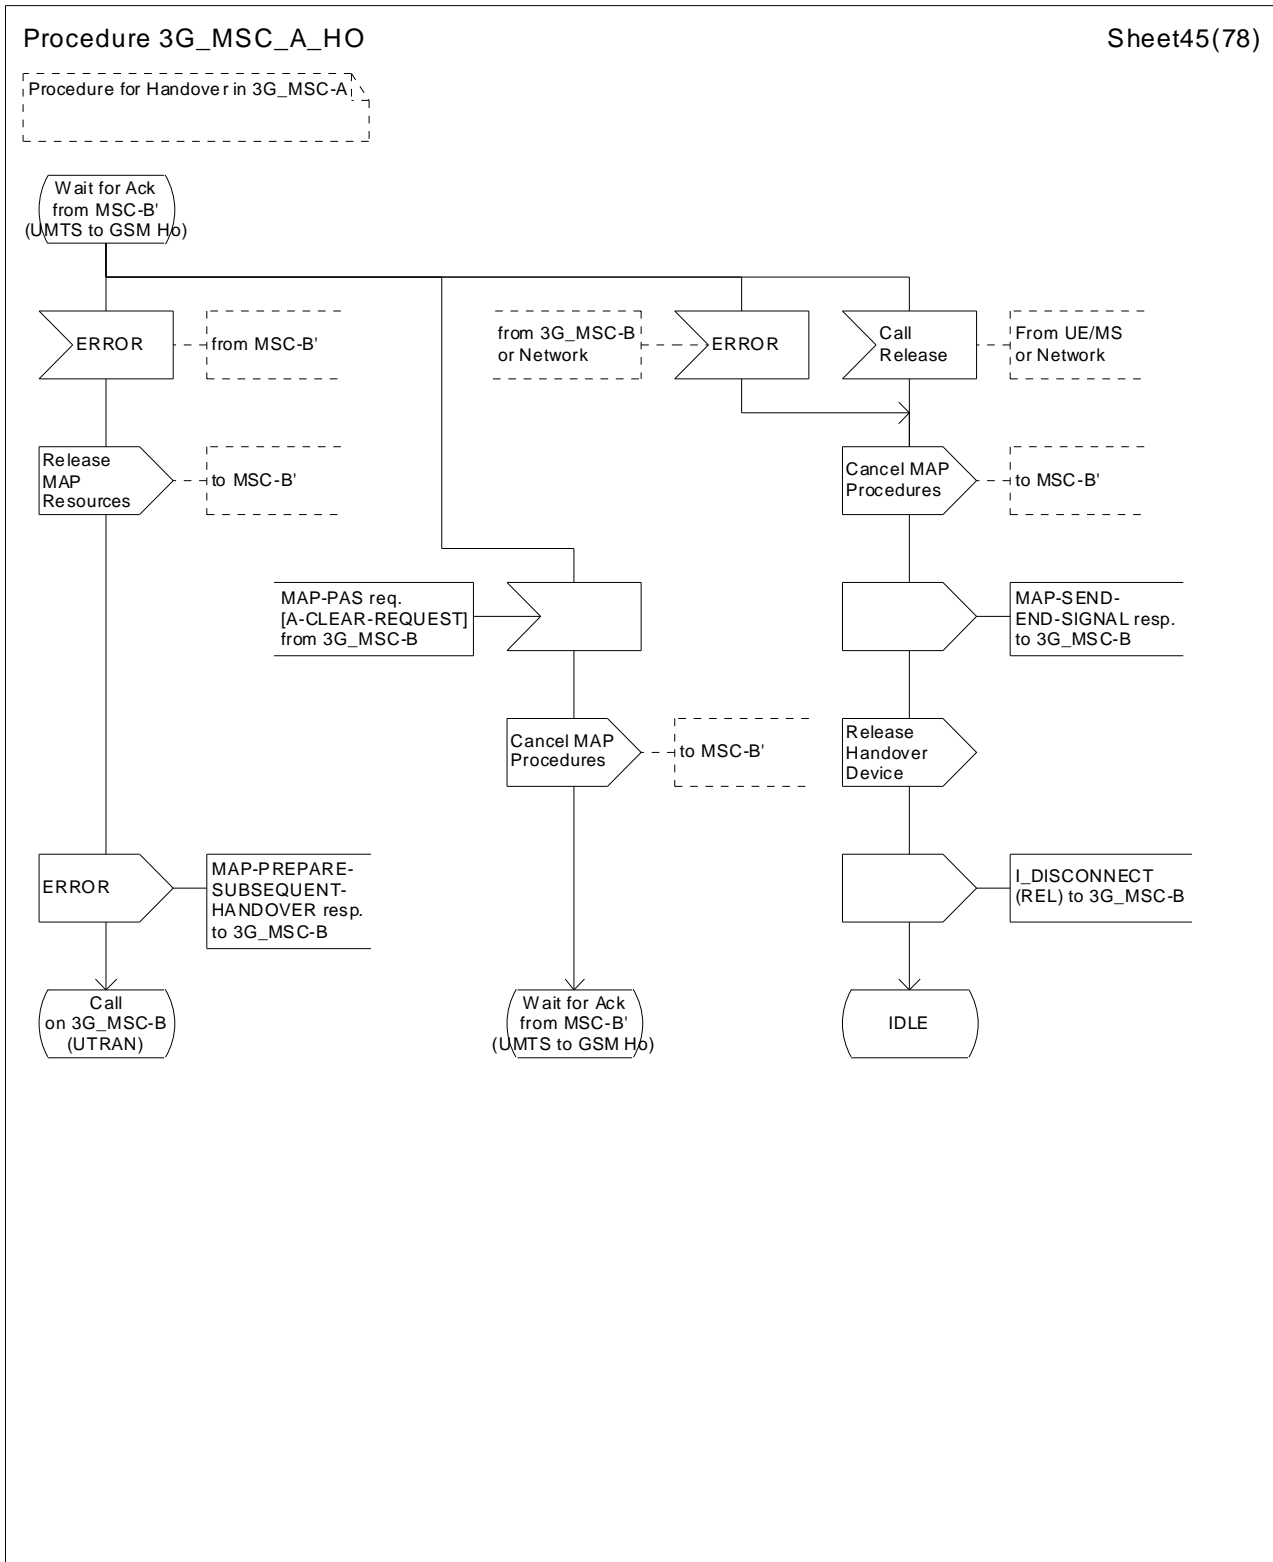 Procedure 3G_MSC_A_HO
Sheet45(78)
Procedure for Handover in 3G_MSC-A
Wait for Ack
from MSC-B'
(UMTS to GSM Ho)
ERROR
from MSC-B'
from 3G_MSC-B
or Network
ERROR
Call
Release
From UE/MS
or Network
Release
MAP
Resources
to MSC-B'
Cancel MAP
Procedures
to MSC-B'
MAP-PAS req.
[A-CLEAR-REQUEST]
from 3G_MSC-B
MAP-SEND-
END-SIGNAL resp.
to 3G_MSC-B
Cancel MAP
Procedures
to MSC-B'
Release
Handover
Device
ERROR
MAP-PREPARE-
SUBSEQUENT-
HANDOVER resp.
to 3G_MSC-B
I_DISCONNECT
(REL) to 3G_MSC-B
Call
on 3G_MSC-B
(UTRAN)
Wait for Ack
from MSC-B'
(UMTS to GSM Ho)
IDLE